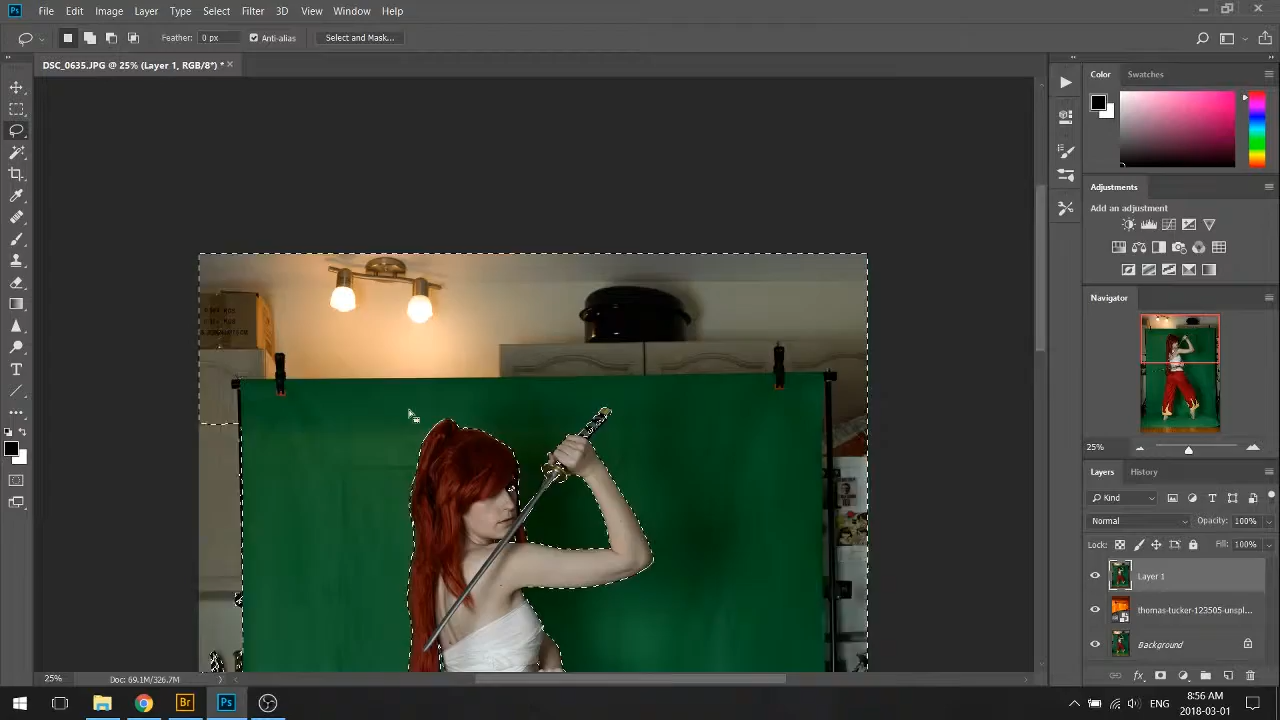 Ps File Edit Image Layer Type Select Filter 3D View Window Help
Feather: 0 px Anti-alias Select and Mask...
DSC_0635.JPG @ 25% (Layer 1, RGB/8*) *
Color Swatches
Adjustments
Add an adjustment
Navigator
25%
Layers History
Kind
Normal Opacity: 100%
Lock: Fill: 100%
Layer 1
thomas-tucker-123505-unspl...
Background
T
25% Doc: 69.1M/326.7M
Br Ps ENG 8:56 AM
2018-03-01